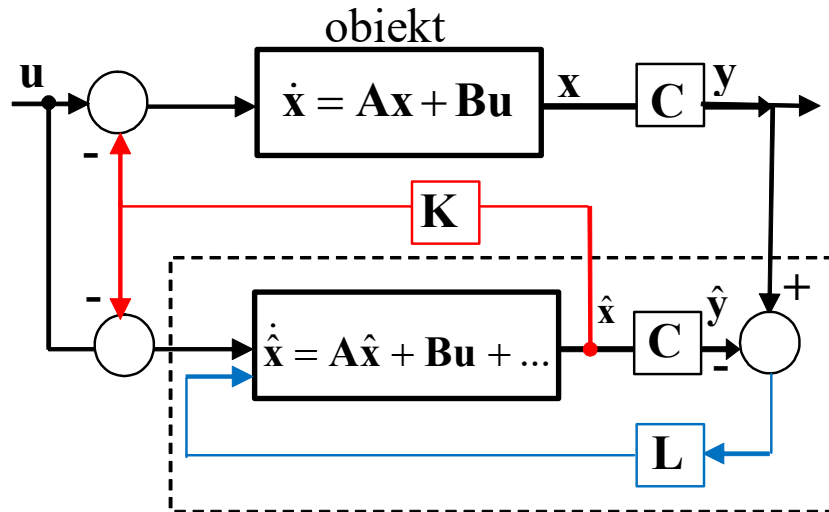 obiekt
u
ẋ = Ax + Bu
x
C
y
-
K
-
+
x̂̇ = Ax̂ + Bu + ...
x̂
C
ŷ
-
L